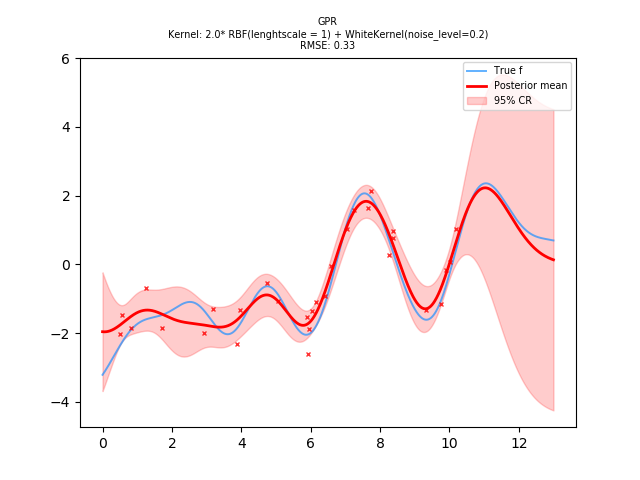 GPR
Kernel: 2.0* RBF(lenghtscale = 1) + WhiteKernel(noise_level=0.2)
RMSE: 0.33
True f
Posterior mean
95% CR
6
4
2
0
−2
−4
0 2 4 6 8 10 12